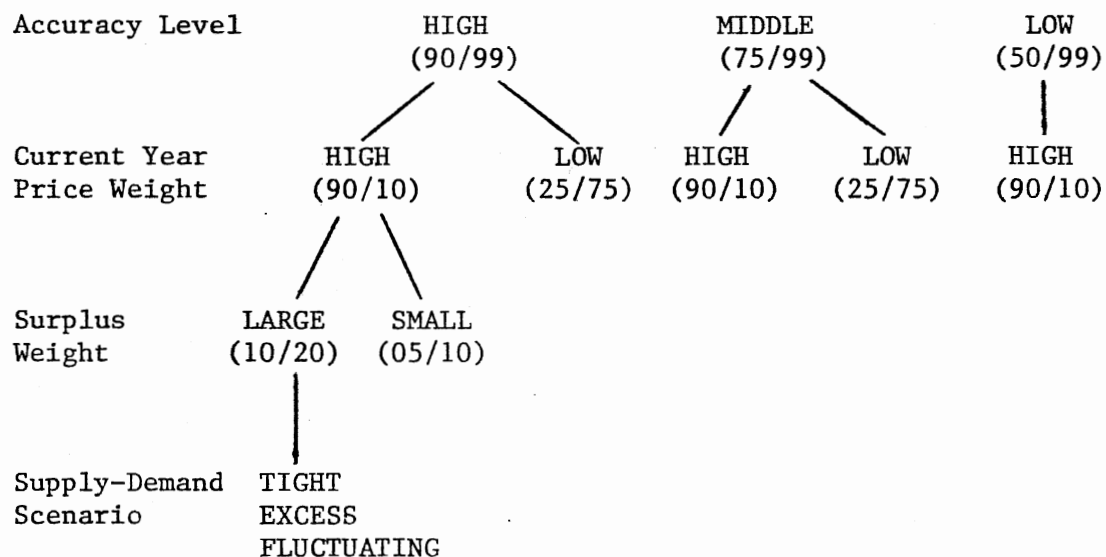 Accuracy Level HIGH MIDDLE LOW
(90/99) (75/99) (50/99)
Current Year HIGH LOW HIGH LOW HIGH
Price Weight (90/10) (25/75) (90/10) (25/75) (90/10)
Surplus LARGE SMALL
Weight (10/20) (05/10)
Supply-Demand TIGHT
Scenario EXCESS
FLUCTUATING